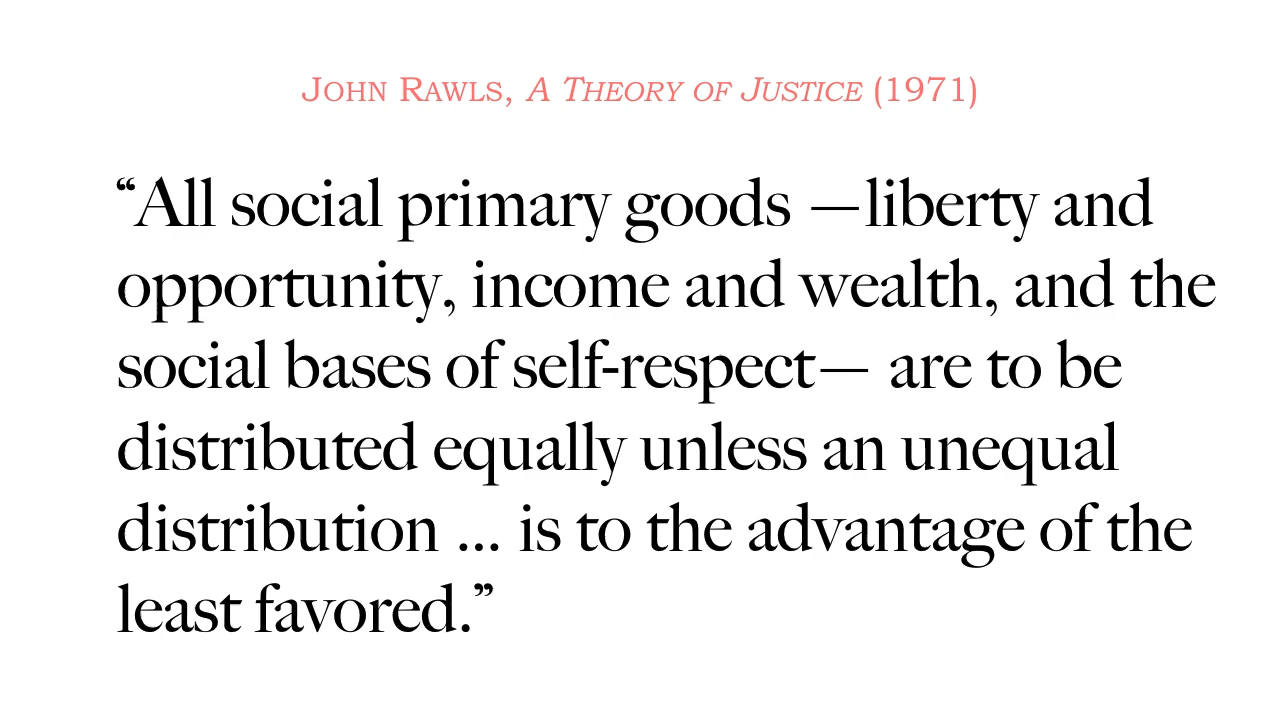 John Rawls, A Theory of Justice (1971)
“All social primary goods —liberty and
opportunity, income and wealth, and the
social bases of self-respect— are to be
distributed equally unless an unequal
distribution ... is to the advantage of the
least favored.”